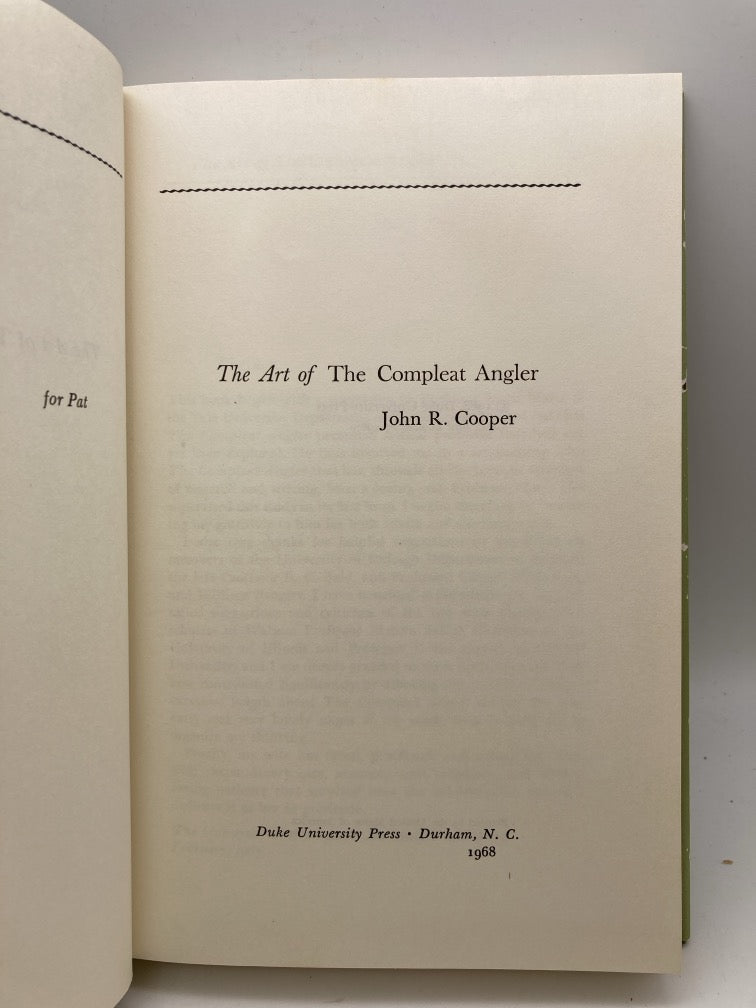 for Pat
The Art of The Compleat Angler
John R. Cooper
Duke University Press · Durham, N. C.
1968